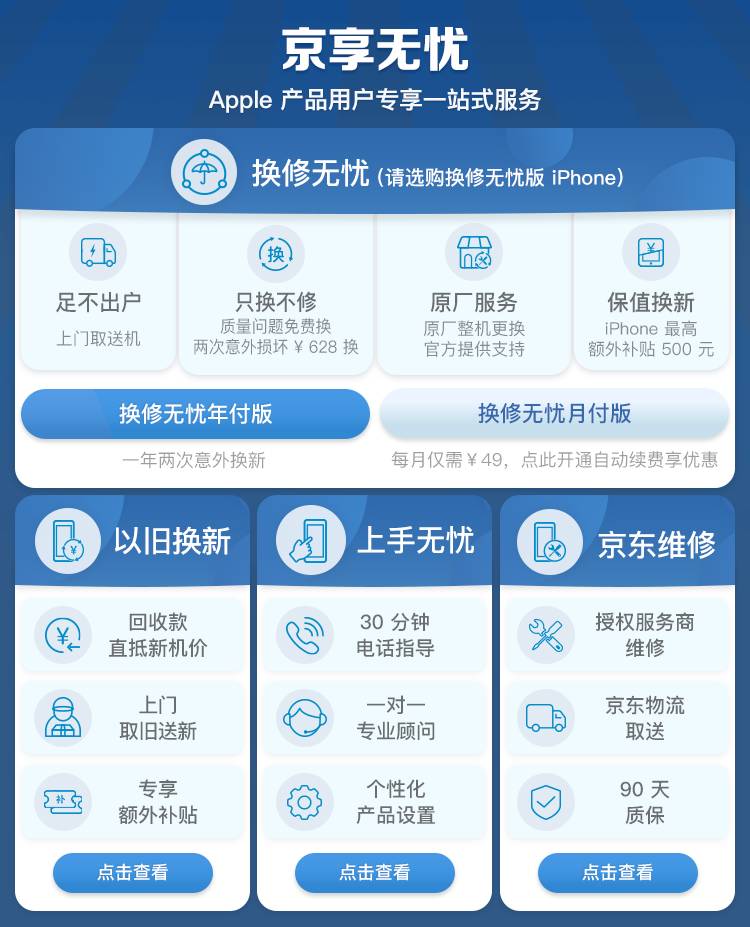 京享无忧
Apple 产品用户专享一站式服务
换修无忧 (请选购换修无忧版 iPhone)
足不出户
上门取送机
换
只换不修
质量问题免费换
两次意外损坏 ¥ 628 换
原厂服务
原厂整机更换
官方提供支持
¥
保值换新
iPhone 最高
额外补贴 500 元
换修无忧年付版
一年两次意外换新
换修无忧月付版
每月仅需 ¥ 49，点此开通自动续费享优惠
¥
以旧换新
¥
回收款
直抵新机价
上门
取旧送新
补
专享
额外补贴
点击查看
上手无忧
30 分钟
电话指导
一对一
专业顾问
个性化
产品设置
点击查看
京东维修
授权服务商
维修
京东物流
取送
90 天
质保
点击查看